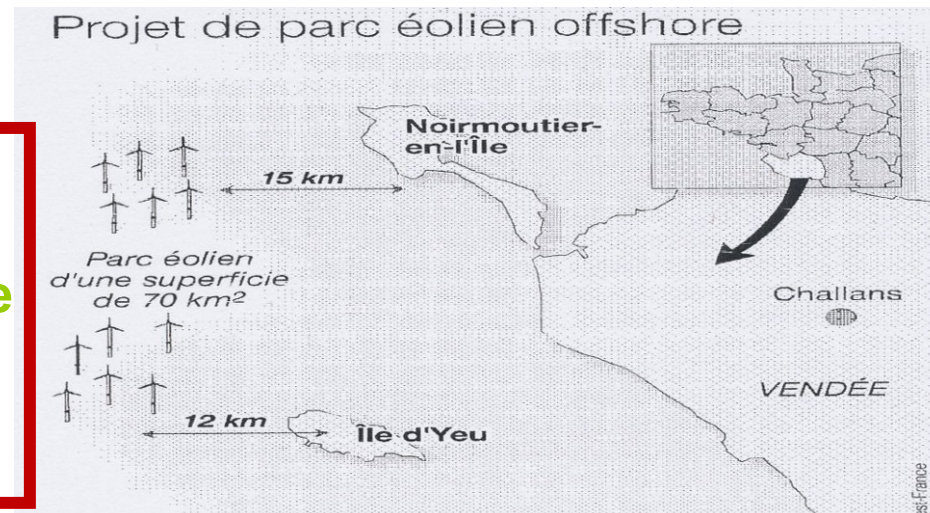 Projet de parc éolien offshore
Noirmoutier-
en-l'Île
15 km
Parc éolien
d'une superficie
de 70 km²
e
Challans
VENDÉE
12 km
Île d'Yeu